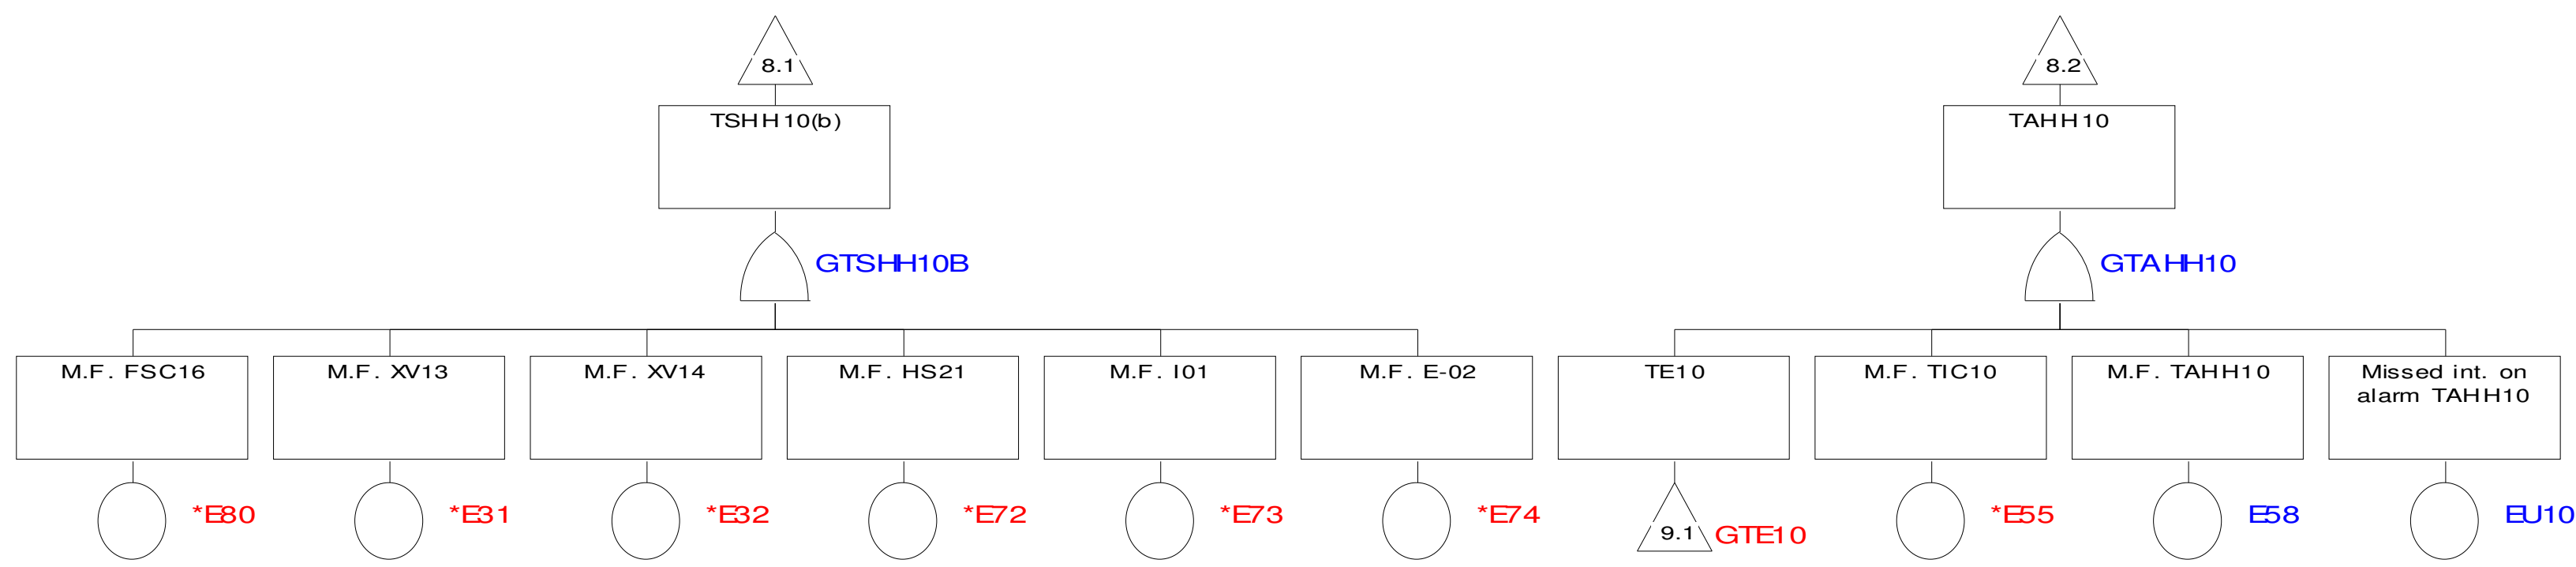 8.1
8.2
TSHH10(b)
TAHH10
GTSHH10B
GTAHH10
M.F. FSC16
M.F. XV13
M.F. XV14
M.F. HS21
M.F. I01
M.F. E-02
TE10
M.F. TIC10
M.F. TAHH10
Missed int. on
alarm TAHH10
*E80
*E31
*E32
*E72
*E73
*E74
9.1
GTE10
*E55
E58
EU10